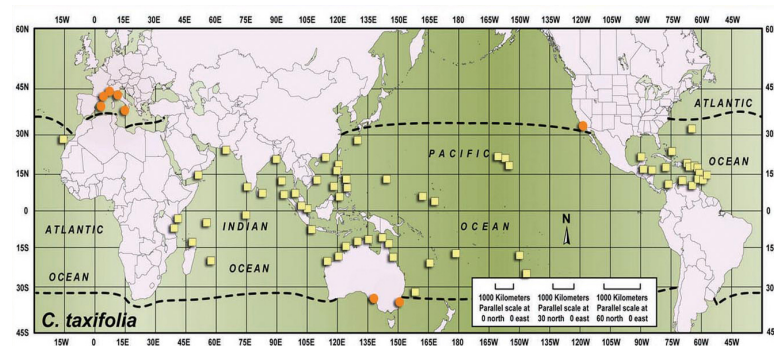 15W 0 15E 30E 45E 60E 75E 90E 105E 120E 135E 150E 165E 180 165W 150W 135W 120W 105W 90W 75W 60W 45W
60N 60
45N 45
ATLANTIC
30N 30
PACIFIC
OCEAN
15N 15
0 0
ATLANTIC
INDIAN
OCEAN
N
15S 15
OCEAN
OCEAN
1000 Kilometers
Parallel scale at
0 north 0 east
1000 Kilometers
Parallel scale at
30 north 0 east
1000 Kilometers
Parallel scale at
60 north 0 east
30S 30
C. taxifolia
45S 45
15W 0 15E 30E 45E 60E 75E 90E 105E 120E 135E 150E 165E 180 165W 150W 135W 120W 105W 90W 75W 60W 45W